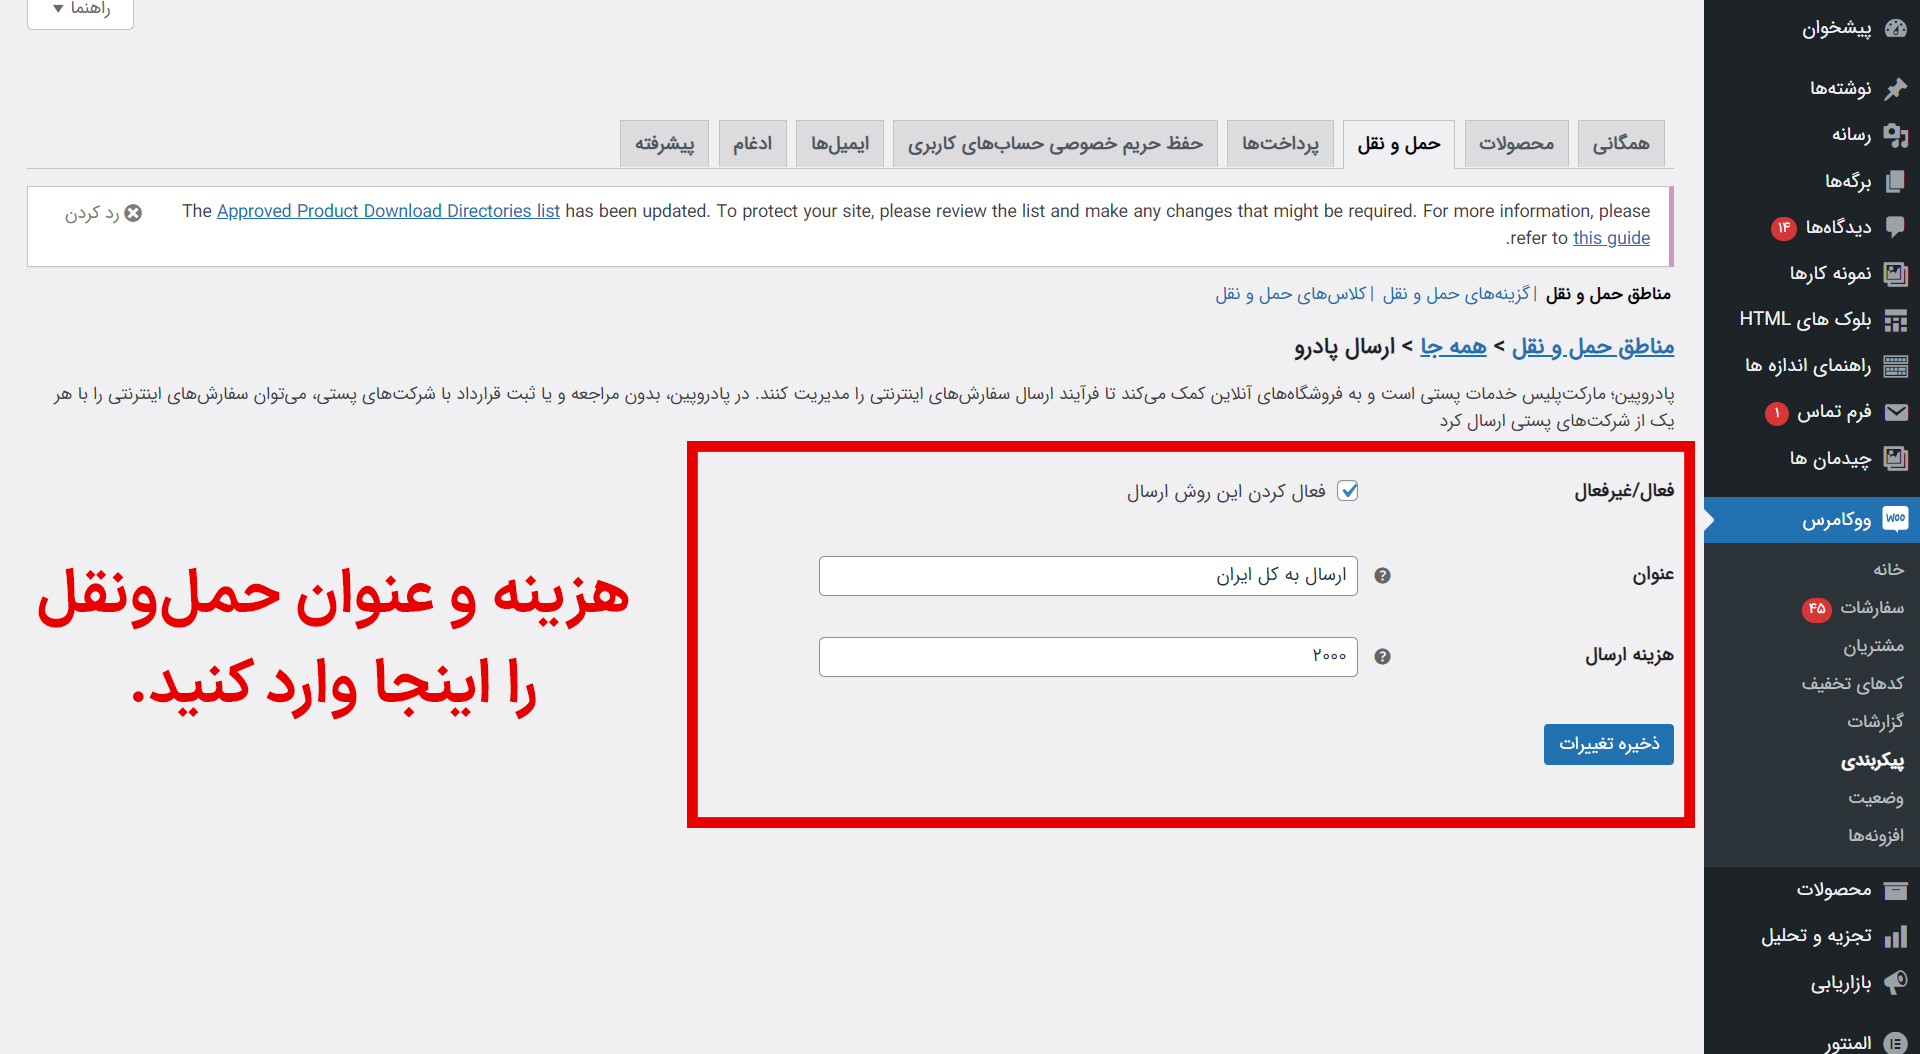 راهنما ▼
همگانی
محصولات
حمل و نقل
پرداخت‌ها
حفظ حریم خصوصی حساب‌های کاربری
ایمیل‌ها
ادغام
پیشرفته
The Approved Product Download Directories list has been updated. To protect your site, please review the list and make any changes that might be required. For more information, please
.refer to this guide
رد کردن
مناطق حمل و نقل | گزینه‌های حمل و نقل | کلاس‌های حمل و نقل
مناطق حمل و نقل > همه جا > ارسال پادرو
پادروپین؛ مارکت‌پلیس خدمات پستی است و به فروشگاه‌های آنلاین کمک می‌کند تا فرآیند ارسال سفارش‌های اینترنتی را مدیریت کنند. در پادروپین، بدون مراجعه و یا ثبت قرارداد با شرکت‌های پستی، می‌توان سفارش‌های اینترنتی را با هر
یک از شرکت‌های پستی ارسال کرد
فعال/غیرفعال
فعال کردن این روش ارسال
عنوان
ارسال به کل ایران
هزینه ارسال
۲۰۰۰
ذخیره تغییرات
هزینه و عنوان حمل‌ونقل
را اینجا وارد کنید.
پیشخوان
نوشته‌ها
رسانه
برگه‌ها
دیدگاه‌ها ۱۴
نمونه کارها
بلوک های HTML
راهنمای اندازه ها
فرم تماس ۱
چیدمان ها
ووکامرس
خانه
سفارشات ۴۵
مشتریان
کدهای تخفیف
گزارشات
پیکربندی
وضعیت
افزونه‌ها
محصولات
تجزیه و تحلیل
بازاریابی
المنتور